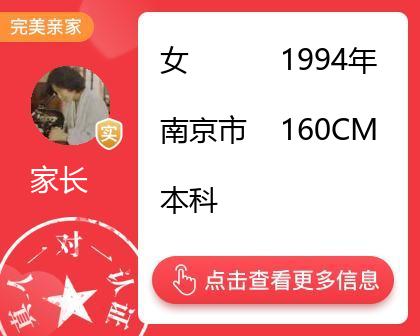 完美亲家
女
1994年
南京市
160CM
实
家长
本科
一对一
真人 认证
点击查看更多信息